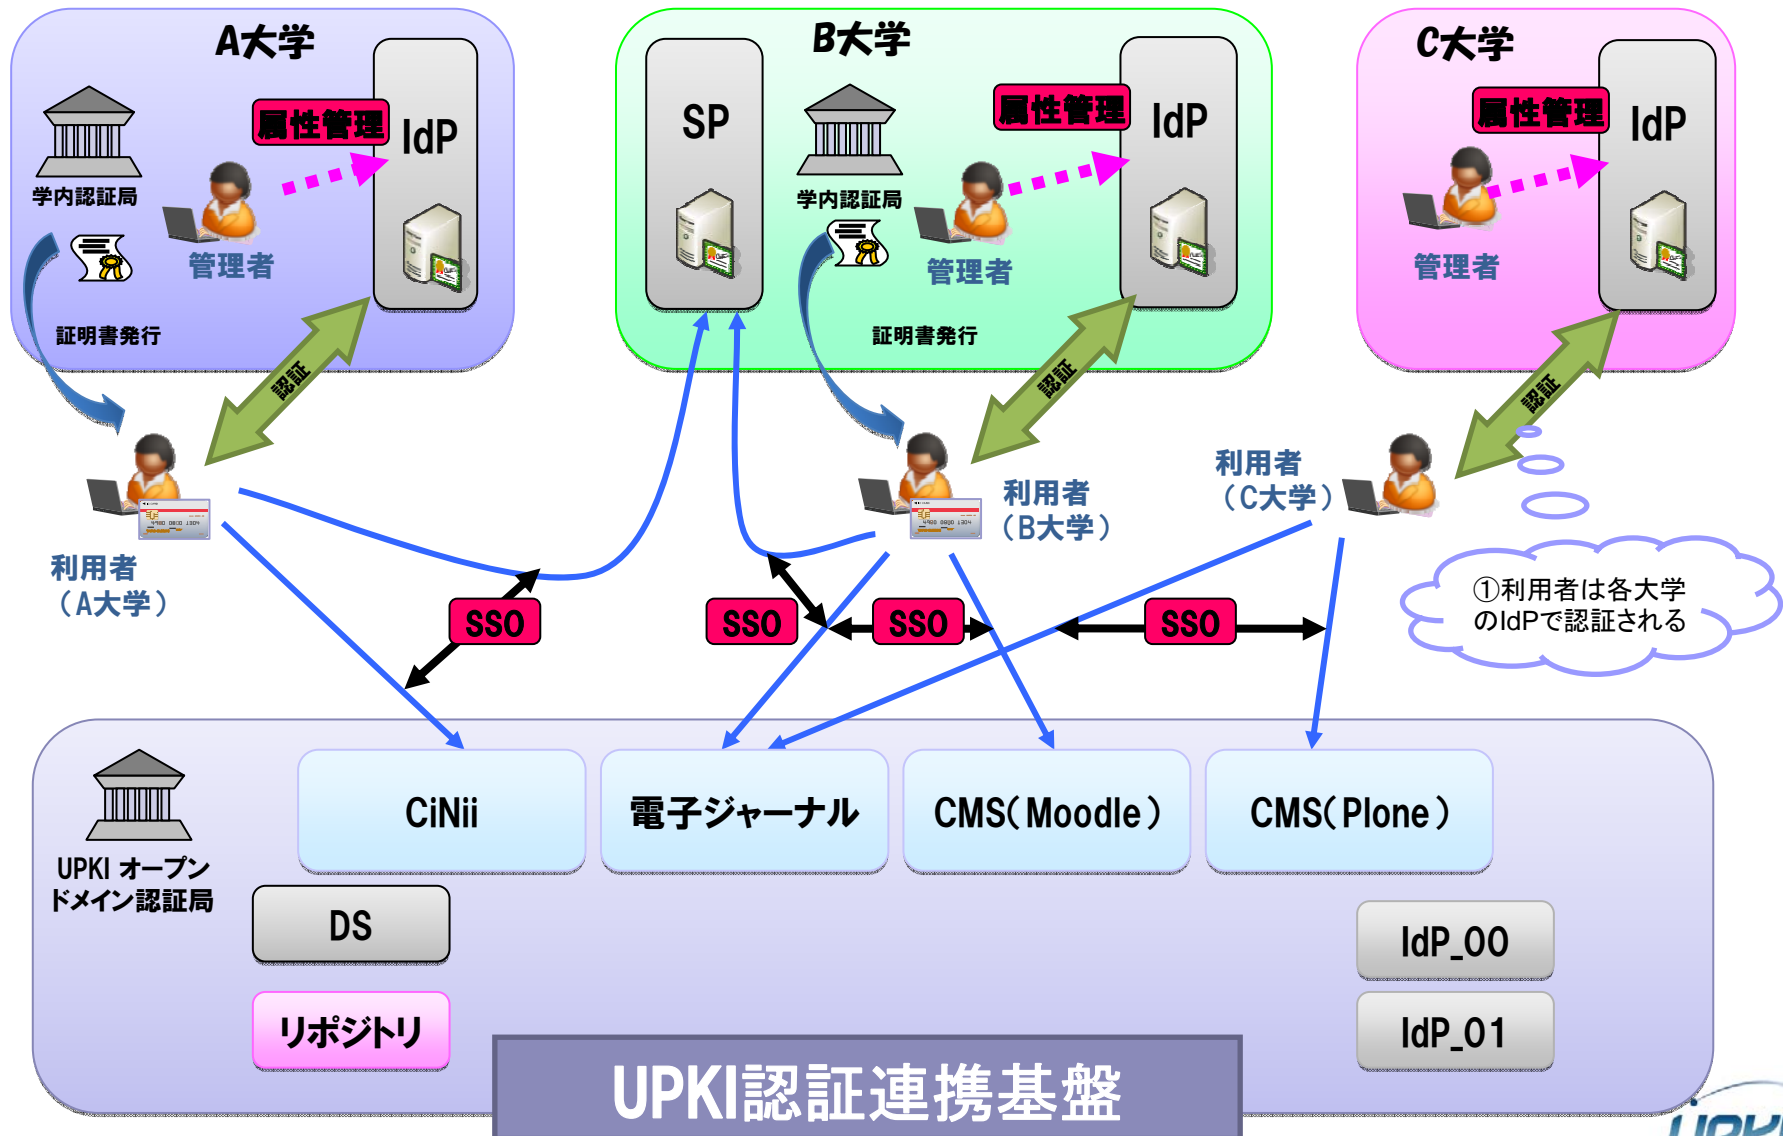 A大学
属性管理
IdP
学内認証局
管理者
証明書発行
認証
利用者
（A大学）
B大学
SP
学内認証局
属性管理
IdP
管理者
証明書発行
認証
利用者
（B大学）
C大学
属性管理
IdP
管理者
認証
利用者
（C大学）
①利用者は各大学
のIdPで認証される
SSO
SSO
SSO
SSO
CiNii
電子ジャーナル
CMS(Moodle)
CMS(Plone)
UPKI オープン
ドメイン認証局
DS
リポジトリ
IdP_00
IdP_01
UPKI認証連携基盤